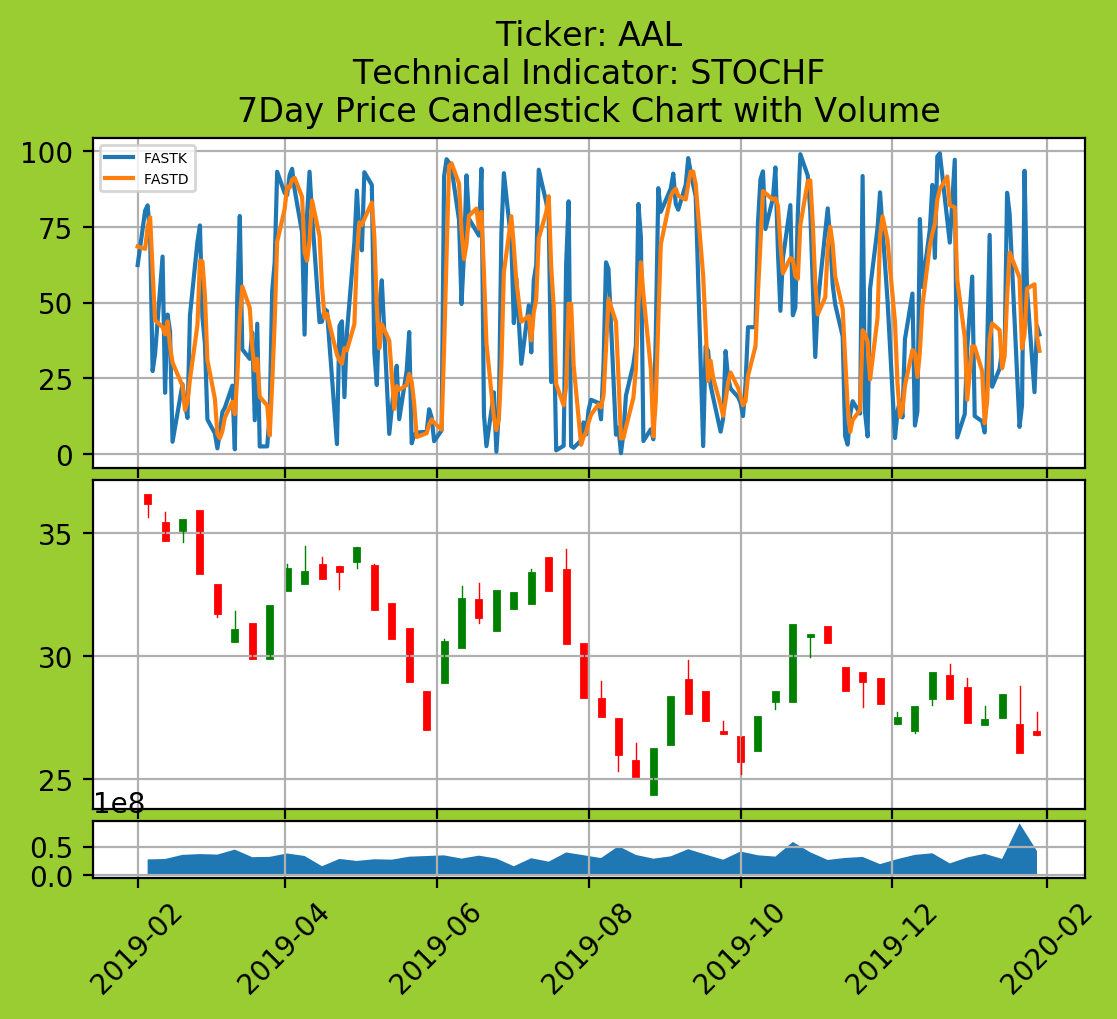 Ticker: AAL
Technical Indicator: STOCHF
7Day Price Candlestick Chart with Volume
100
75
50
25
0
FASTK
FASTD
35
30
25
1e8
0.5
0.0
2019-02
2019-04
2019-06
2019-08
2019-10
2019-12
2020-02